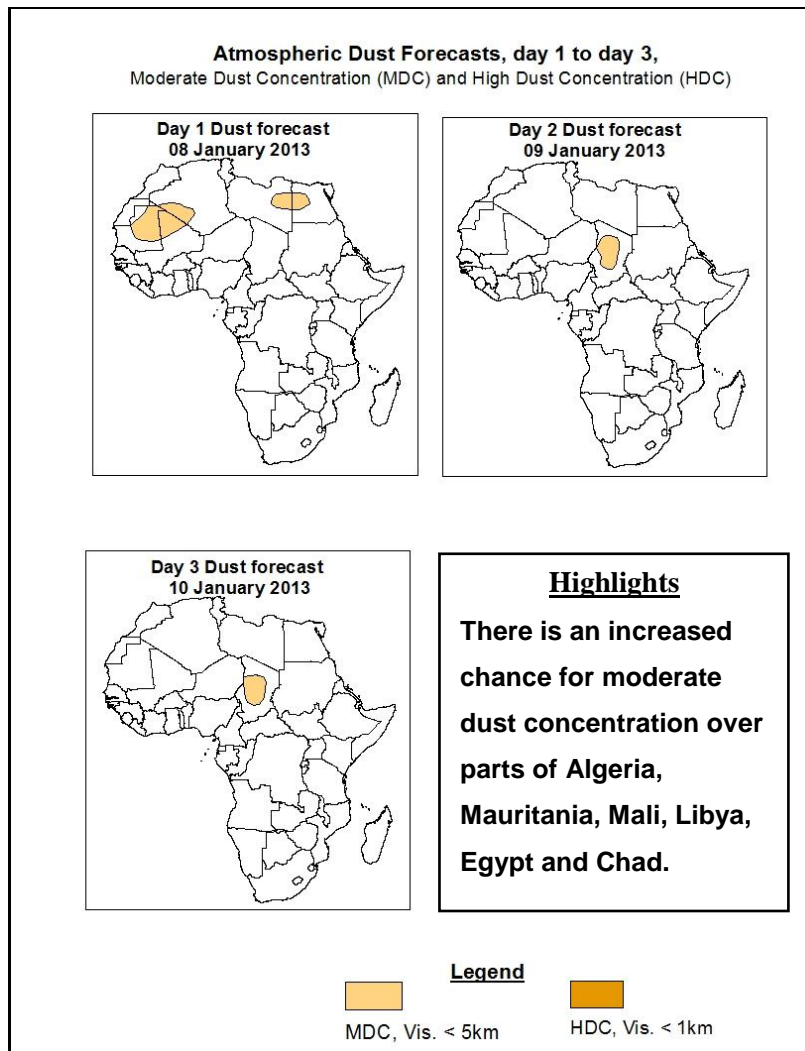 Atmospheric Dust Forecasts, day 1 to day 3,
Moderate Dust Concentration (MDC) and High Dust Concentration (HDC)
Day 1 Dust forecast
08 January 2013
Day 2 Dust forecast
09 January 2013
Day 3 Dust forecast
10 January 2013
Highlights
There is an increased
chance for moderate
dust concentration over
parts of Algeria,
Mauritania, Mali, Libya,
Egypt and Chad.
Legend
MDC, Vis. < 5km
HDC, Vis. < 1km